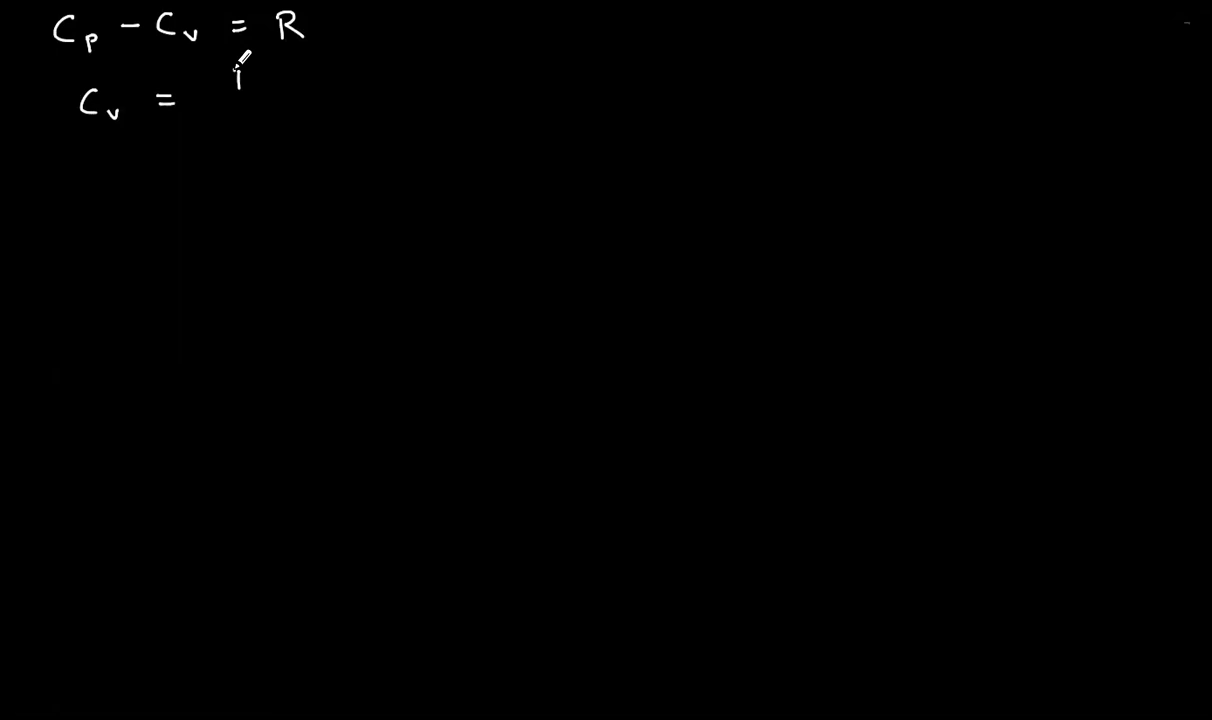 Cp - Cv = R
Cv =